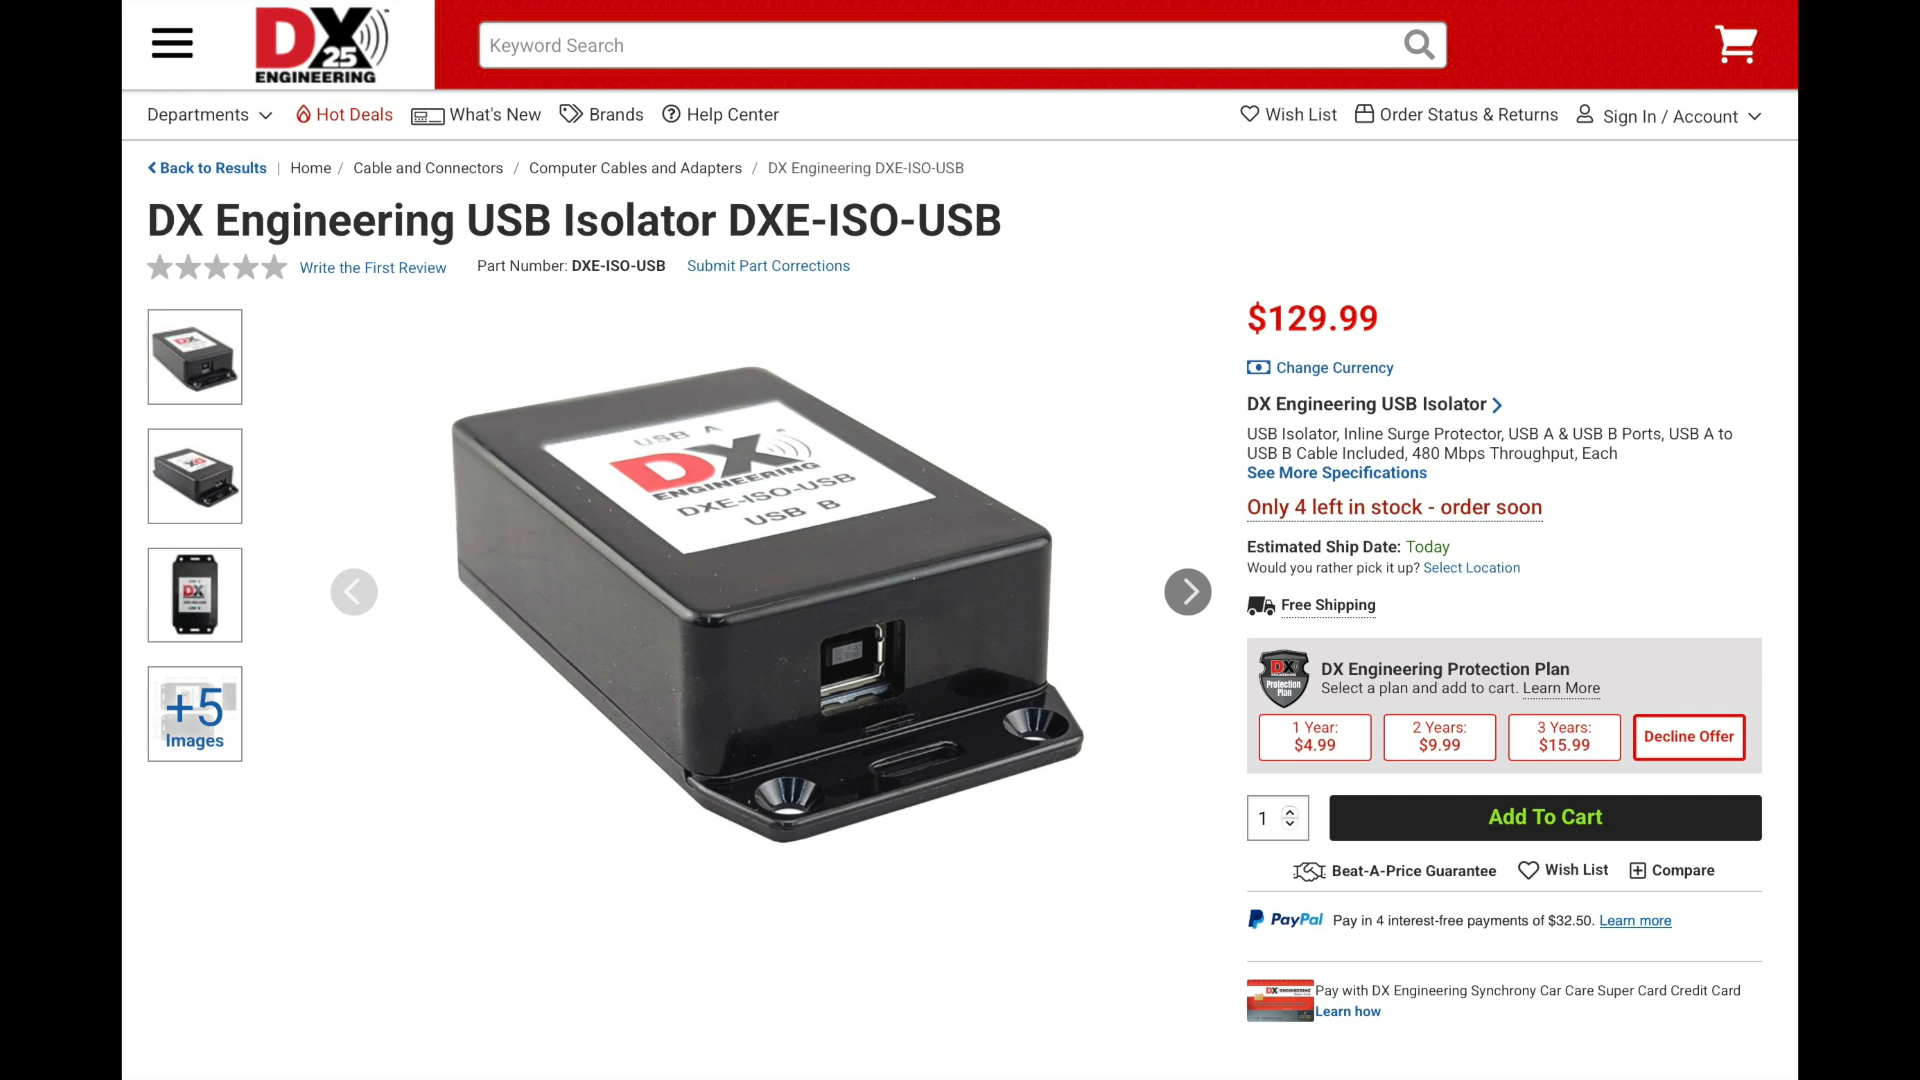 DX
25
ENGINEERING
Keyword Search
Departments
Hot Deals
What's New
Brands
Help Center
Wish List
Order Status & Returns
Sign In / Account
Back to Results
Home / Cable and Connectors / Computer Cables and Adapters / DX Engineering DXE-ISO-USB
DX Engineering USB Isolator DXE-ISO-USB
Write the First Review
Part Number: DXE-ISO-USB
Submit Part Corrections
DX
DX
DX
+5
Images
USB A
DX
ENGINEERING
DXE-ISO-USB
USB B
$129.99
Change Currency
DX Engineering USB Isolator
USB Isolator, Inline Surge Protector, USB A & USB B Ports, USB A to
USB B Cable Included, 480 Mbps Throughput, Each
See More Specifications
Only 4 left in stock - order soon
Estimated Ship Date: Today
Would you rather pick it up? Select Location
Free Shipping
DX
Protection
Plan
DX Engineering Protection Plan
Select a plan and add to cart. Learn More
1 Year:
$4.99
2 Years:
$9.99
3 Years:
$15.99
Decline Offer
1
Add To Cart
Beat-A-Price Guarantee
Wish List
Compare
PayPal Pay in 4 interest-free payments of $32.50. Learn more
DX ENGINEERING
Pay with DX Engineering Synchrony Car Care Super Card Credit Card
Learn how